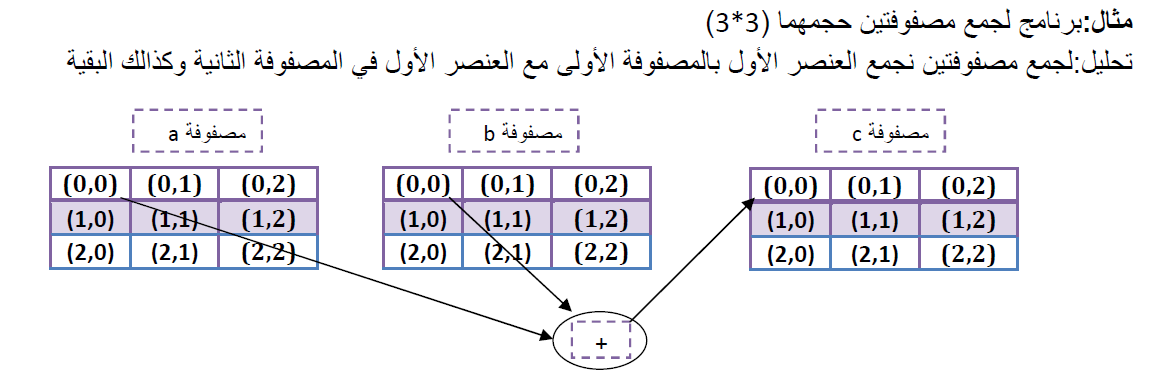 مثال:برنامج لجمع مصفوفتين حجمهما (3*3)
تحليل:لجمع مصفوفتين نجمع العنصر الأول بالمصفوفة الأولى مع العنصر الأول في المصفوفة الثانية وكذالك البقية
مصفوفة a
مصفوفة b
مصفوفة c
(0,0) (0,1) (0,2)
(1,0) (1,1) (1,2)
(2,0) (2,1) (2,2)
(0,0) (0,1) (0,2)
(1,0) (1,1) (1,2)
(2,0) (2,1) (2,2)
(0,0) (0,1) (0,2)
(1,0) (1,1) (1,2)
(2,0) (2,1) (2,2)
+